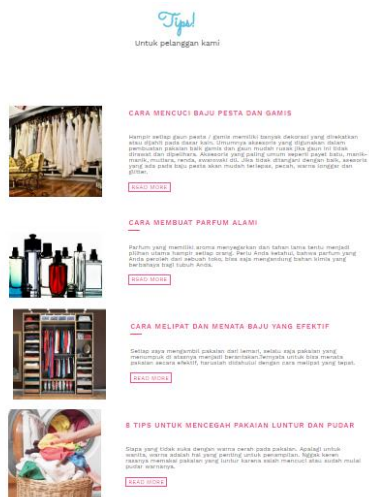 Tips!
Untuk pelanggan kami
CARA MENCUCI BAJU PESTA DAN GAMIS
Hampir setiap gaun pesta / gamis memiliki banyak dekorasi yang direkatkan
atau dijahit pada dasar kain. Umumnya aksesoris yang digunakan dalam
pembuatan pakaian baik gamis dan gaun mudah rusak jika gaun ini tidak
dirawat dan dipelihara. Aksesoris yang paling umum seperti payet batu, manik-
manik, mutiara, renda, swarovski dll. Jika tidak ditangani dengan baik, asesoris
yang ada pada baju pesta akan mudah terlepas, pecah, warna longgar dan
glitter.
READ MORE
CARA MEMBUAT PARFUM ALAMI
Parfum yang memiliki aroma menyegarkan dan tahan lama tentu menjadi
pilihan utama hampir setiap orang. Perlu Anda ketahui, bahwa parfum yang
Anda peroleh dari sebuah toko, bisa saja mengandung bahan kimia yang
berbahaya bagi tubuh Anda.
READ MORE
CARA MELIPAT DAN MENATA BAJU YANG EFEKTIF
Setiap saya mengambil pakaian dari lemari, selalu saja pakaian yang
menumpuk di atasnya menjadi berantakan.Ternyata untuk bisa menata
pakaian secara efektif, haruslah didahului dengan cara melipat yang tepat.
READ MORE
8 TIPS UNTUK MENCEGAH PAKAIAN LUNTUR DAN PUDAR
Siapa yang tidak suka dengan warna cerah pada pakaian. Apalagi untuk
wanita, warna adalah hal yang penting untuk penampilan. Nggak keren
rasanya memakai pakaian yang luntur karena salah mencuci atau sudah mulai
pudar warnanya.
READ MORE